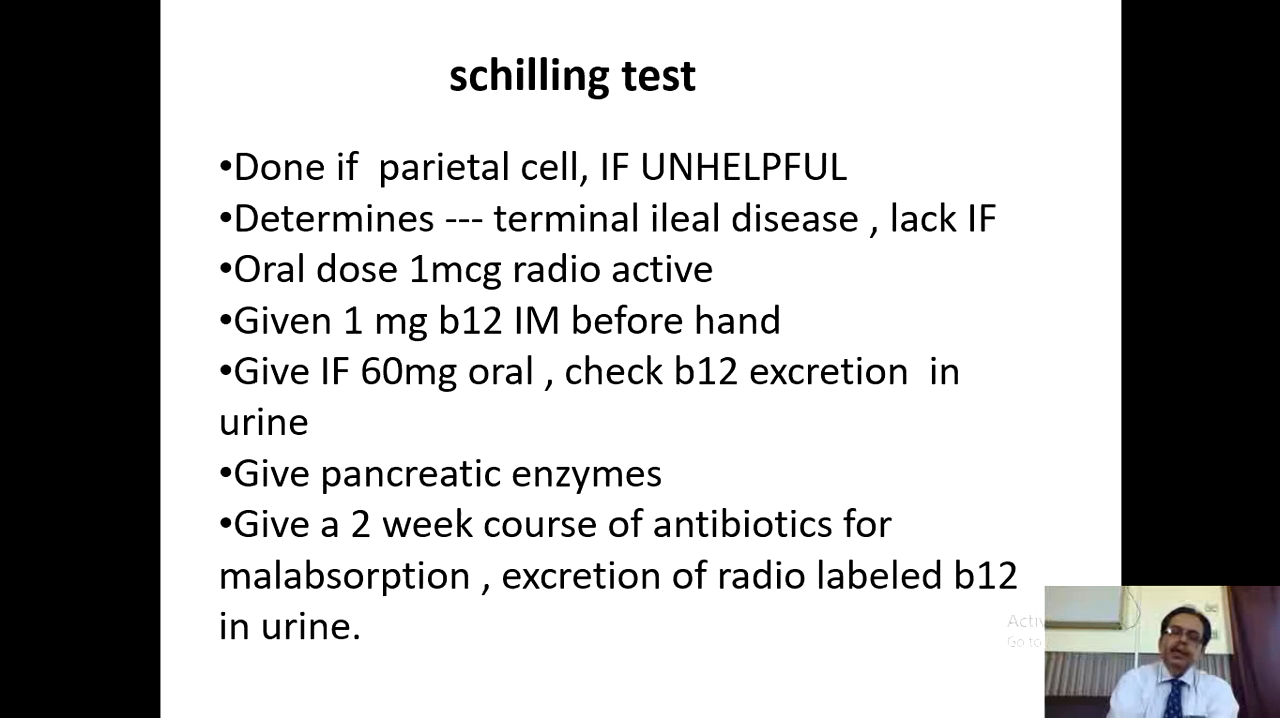 schilling test
•Done if  parietal cell, IF UNHELPFUL
•Determines --- terminal ileal disease , lack IF
•Oral dose 1mcg radio active
•Given 1 mg b12 IM before hand
•Give IF 60mg oral , check b12 excretion  in
urine
•Give pancreatic enzymes
•Give a 2 week course of antibiotics for
malabsorption , excretion of radio labeled b12
in urine.
Activ
Go to